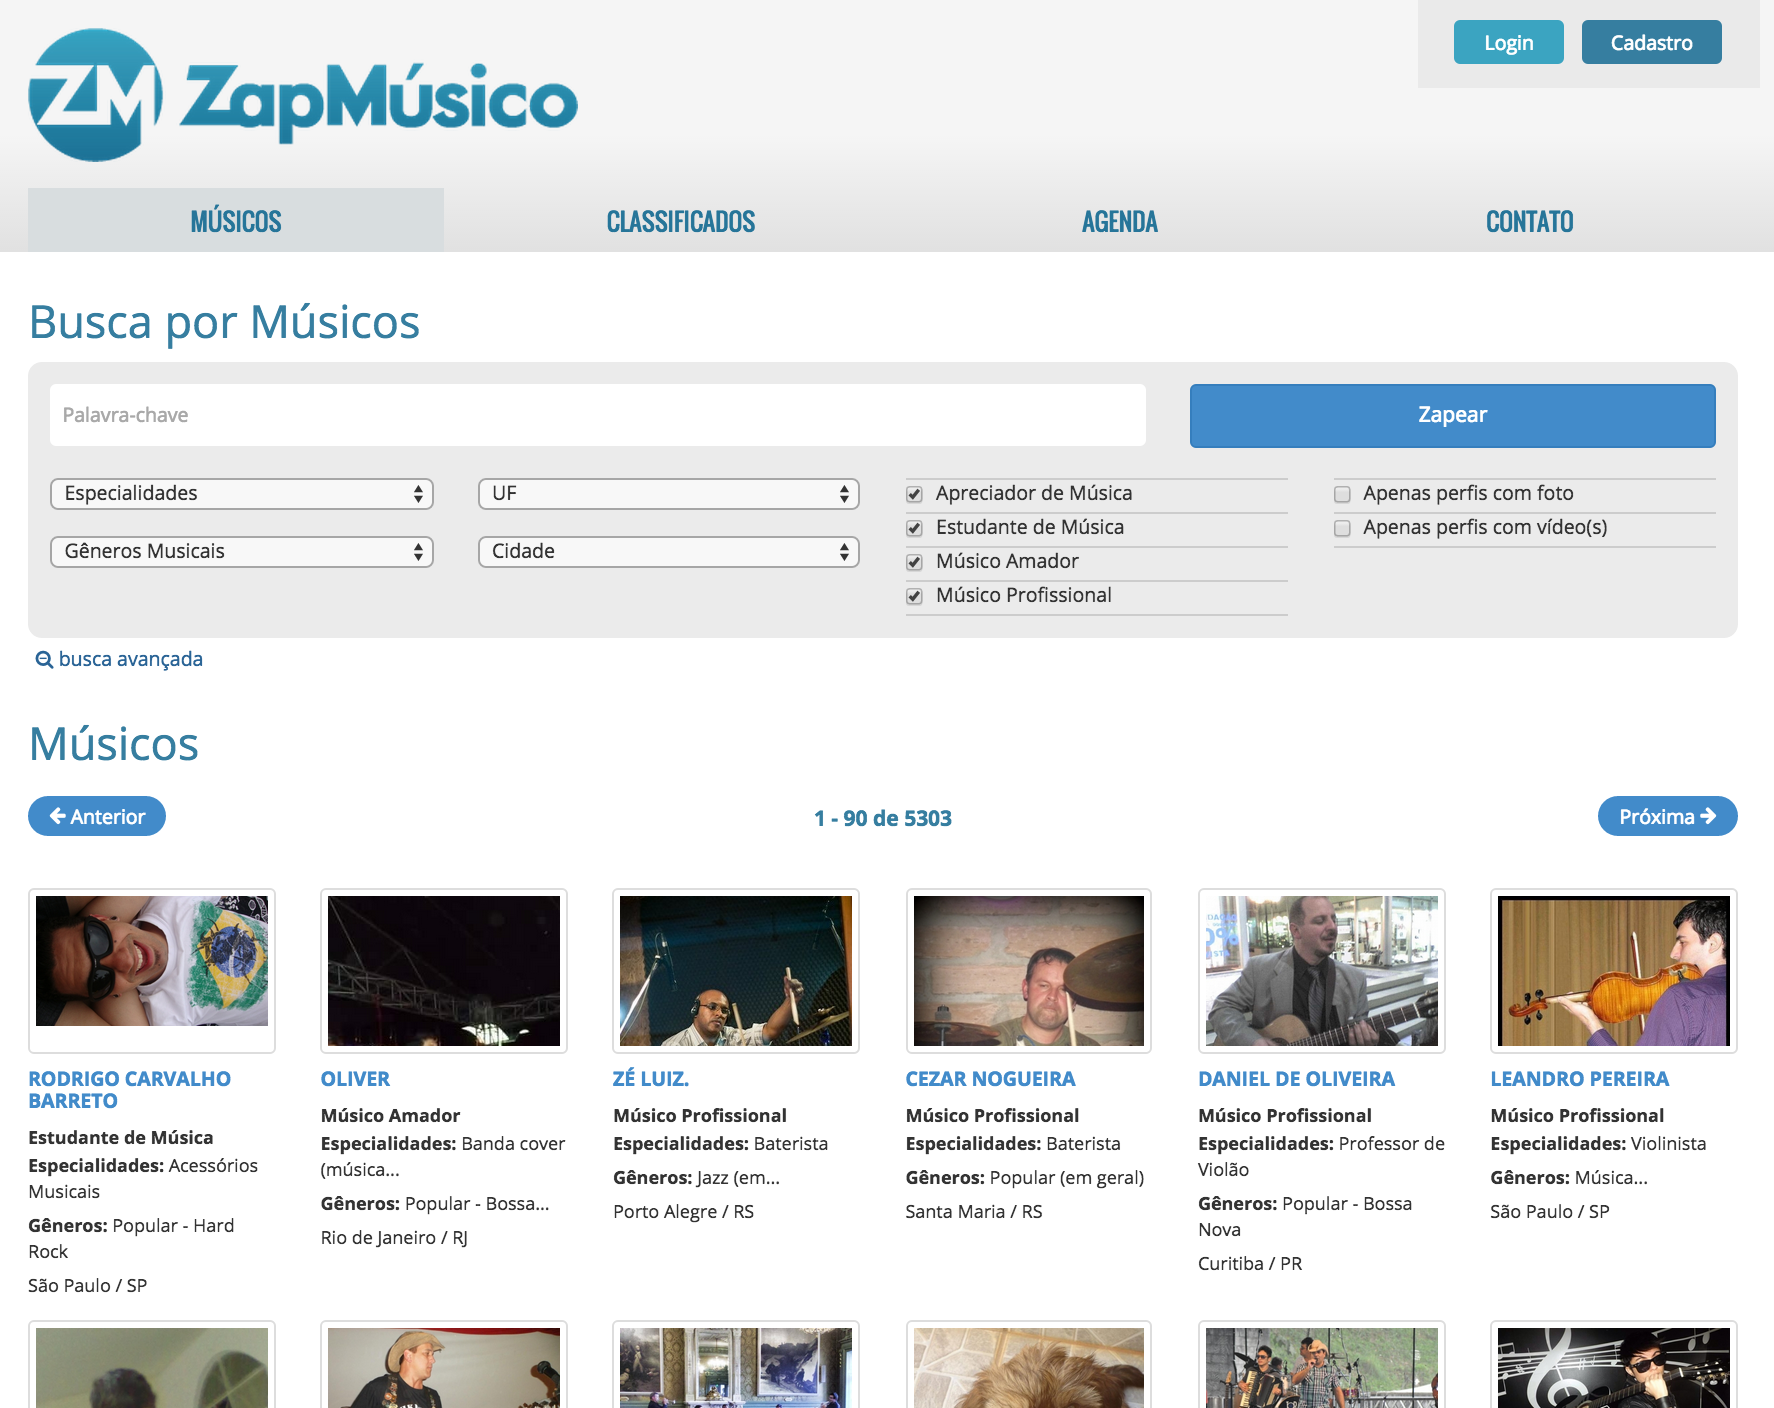 Login
Cadastro
ZM ZapMúsico
MÚSICOS
CLASSIFICADOS
AGENDA
CONTATO
Busca por Músicos
Palavra-chave
Zapear
Especialidades
UF
Gêneros Musicais
Cidade
Apreciador de Música
Estudante de Música
Músico Amador
Músico Profissional
Apenas perfis com foto
Apenas perfis com vídeo(s)
busca avançada
Músicos
Anterior
1 - 90 de 5303
Próxima
RODRIGO CARVALHO
BARRETO
Estudante de Música
Especialidades: Acessórios
Musicais
Gêneros: Popular - Hard
Rock
São Paulo / SP
OLIVER
Músico Amador
Especialidades: Banda cover
(música...
Gêneros: Popular - Bossa...
Rio de Janeiro / RJ
ZÉ LUIZ.
Músico Profissional
Especialidades: Baterista
Gêneros: Jazz (em...
Porto Alegre / RS
CEZAR NOGUEIRA
Músico Profissional
Especialidades: Baterista
Gêneros: Popular (em geral)
Santa Maria / RS
DANIEL DE OLIVEIRA
Músico Profissional
Especialidades: Professor de
Violão
Gêneros: Popular - Bossa
Nova
Curitiba / PR
LEANDRO PEREIRA
Músico Profissional
Especialidades: Violinista
Gêneros: Música...
São Paulo / SP